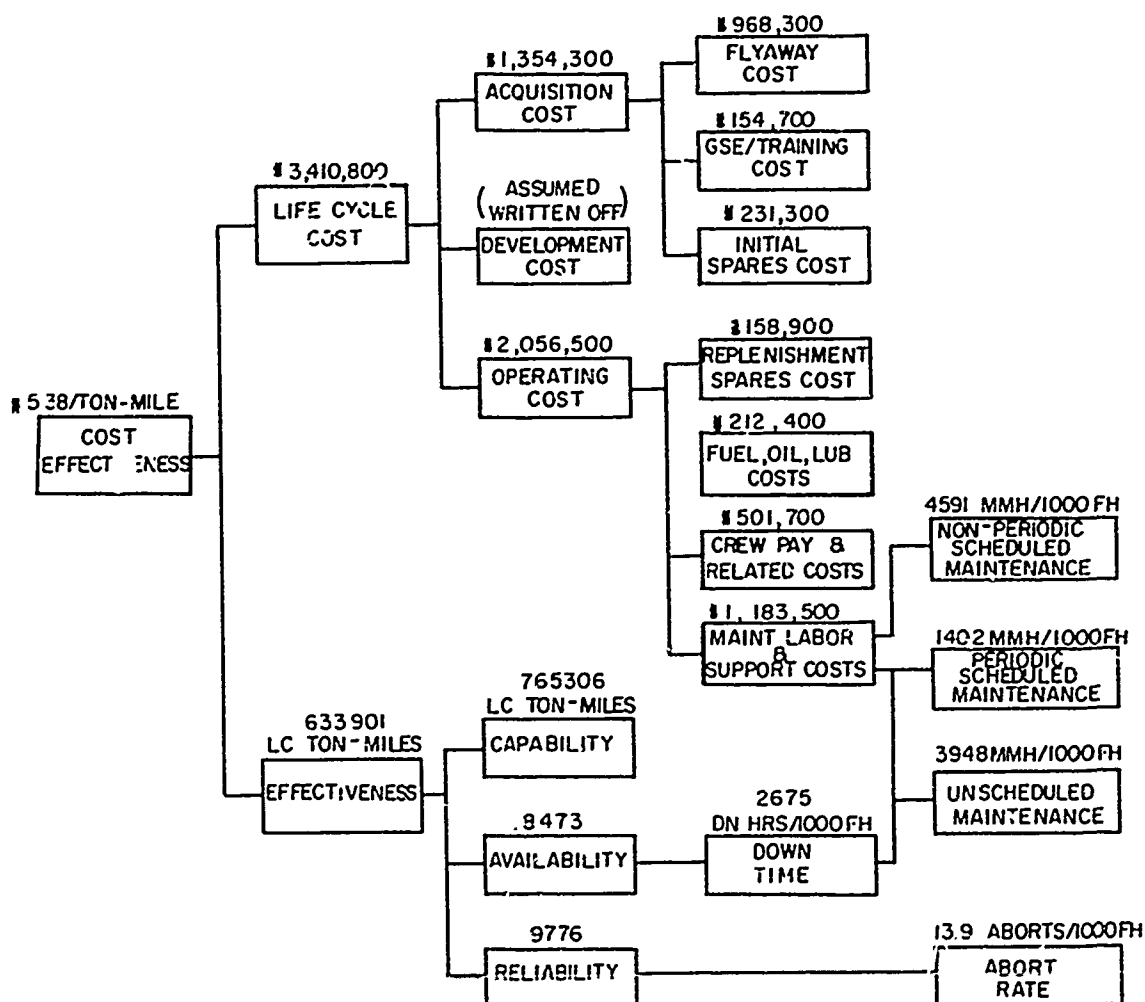 $968,300
FLYAWAY
COST
$1,354,300
ACQUISITION
COST
$154,700
GSE/TRAINING
COST
$3,410,800
LIFE CYCLE
COST
(ASSUMED
WRITTEN OFF)
DEVELOPMENT
COST
$231,300
INITIAL
SPARES COST
$2,056,500
OPERATING
COST
$158,900
REPLENISHMENT
SPARES COST
$5 38/TON-MILE
COST
EFFECTIVENESS
$212,400
FUEL, OIL, LUB
COSTS
$501,700
CREW PAY &
RELATED COSTS
4591 MMH/1000 FH
NON-PERIODIC
SCHEDULED
MAINTENANCE
$1,183,500
MAINT LABOR
&
SUPPORT COSTS
1402 MMH/1000FH
PERIODIC
SCHEDULED
MAINTENANCE
633901
LC TON-MILES
EFFECTIVENESS
765306
LC TON-MILES
CAPABILITY
3948 MMH/1000FH
UNSCHEDULED
MAINTENANCE
.8473
AVAILABILITY
2675
DN HRS/1000FH
DOWN
TIME
9776
RELIABILITY
13.9 ABORTS/1000FH
ABORT
RATE